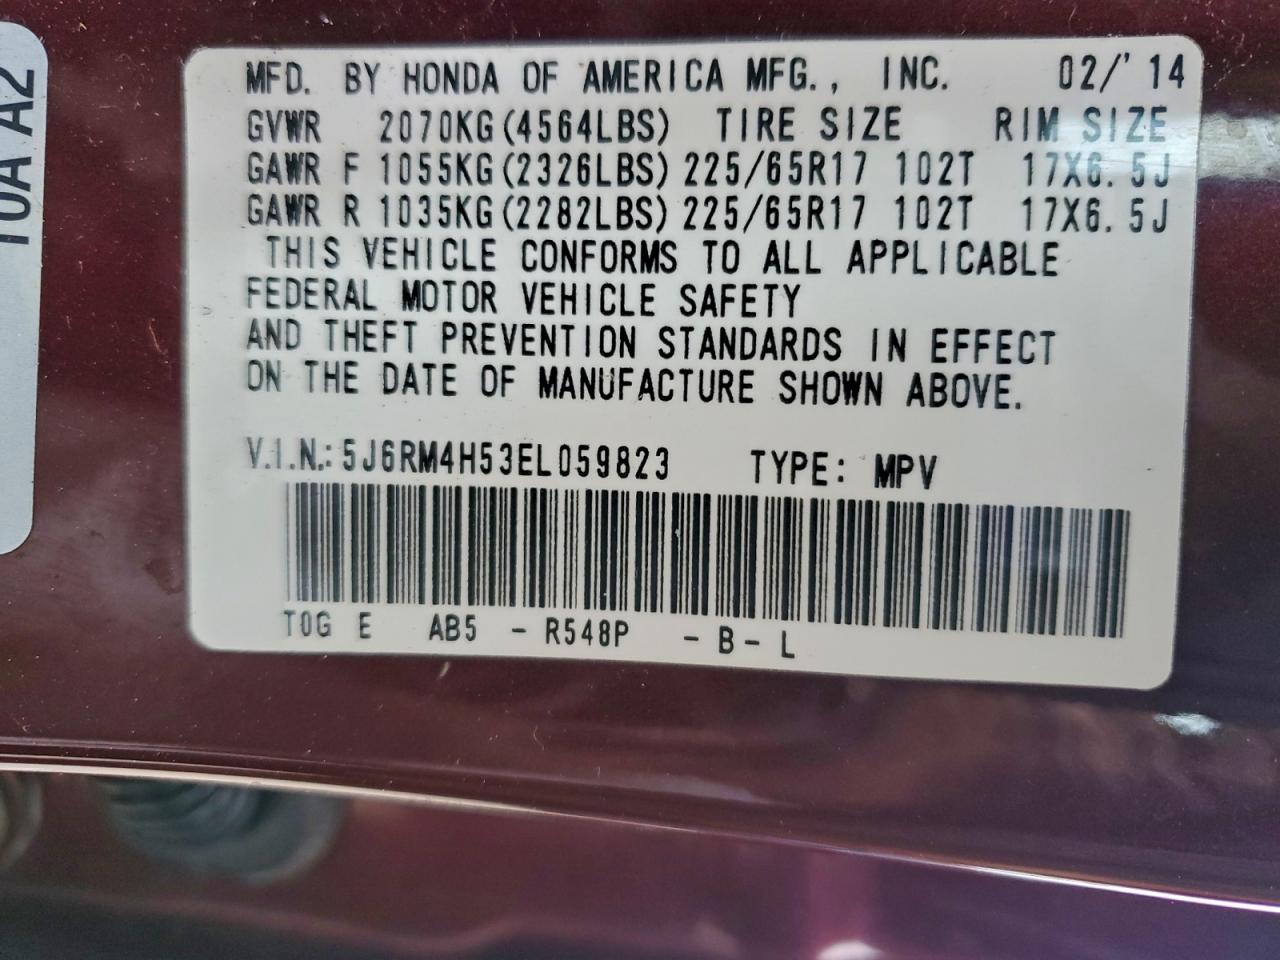 10A A2
MFD. BY HONDA OF AMERICA MFG., INC. 02/'14
GVWR 2070KG(4564LBS) TIRE SIZE RIM SIZE
GAWR F 1055KG(2326LBS) 225/65R17 102T 17X6.5J
GAWR R 1035KG(2282LBS) 225/65R17 102T 17X6.5J
THIS VEHICLE CONFORMS TO ALL APPLICABLE
FEDERAL MOTOR VEHICLE SAFETY
AND THEFT PREVENTION STANDARDS IN EFFECT
ON THE DATE OF MANUFACTURE SHOWN ABOVE.
V.I.N.: 5J6RM4H53EL059823 TYPE: MPV
T0G E AB5 - R548P - B - L